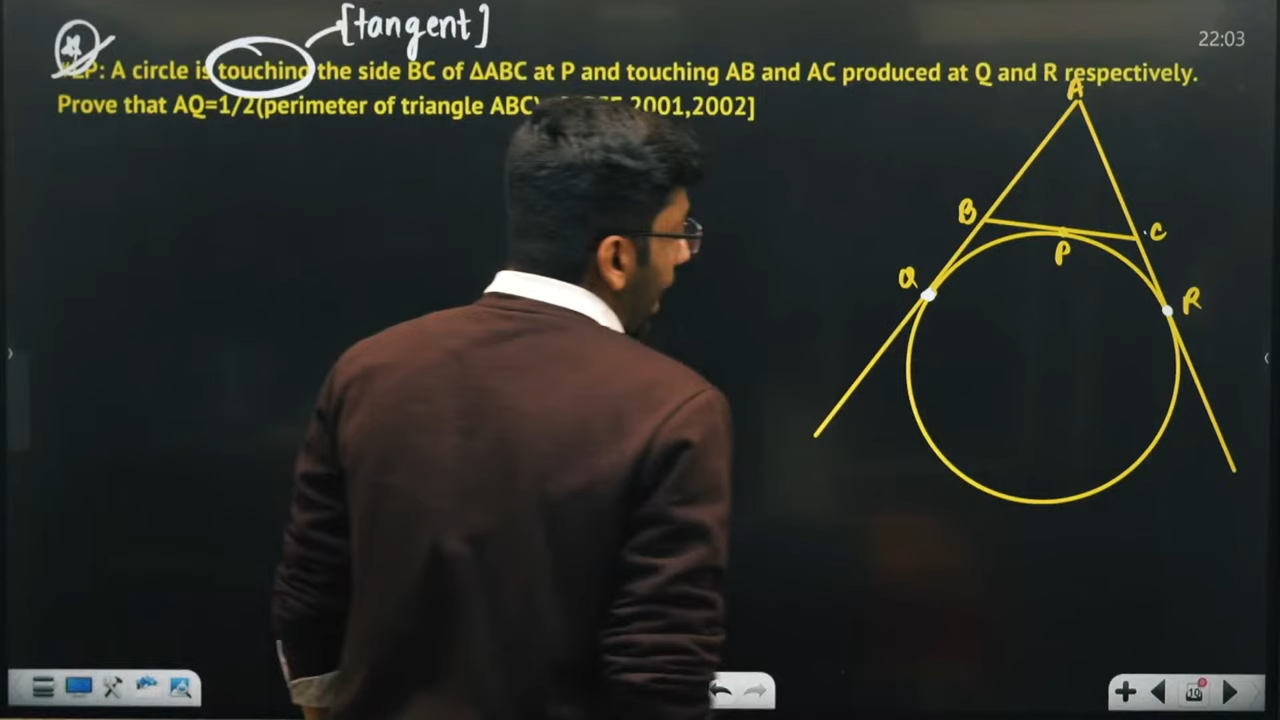 [tangent]
22:03
: A circle is touching the side BC of ΔABC at P and touching AB and AC produced at Q and R respectively.
Prove that AQ=1/2(perimeter of triangle ABC) 2001,2002]
A
B
C
P
Q
R
10